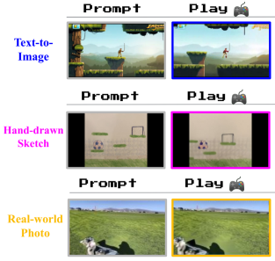 Prompt Play
Text-to-
Image
Prompt Play
Hand-drawn
Sketch
Prompt Play
Real-world
Photo